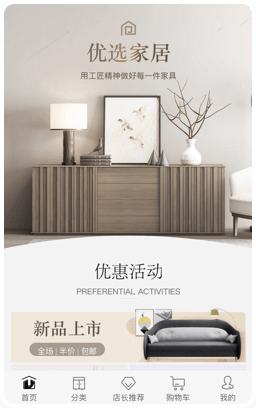 优选家居
用工匠精神做好每一件家具
优惠活动
PREFERENTIAL ACTIVITIES
新品上市
全场 | 半价 | 包邮
首页
分类
店长推荐
购物车
我的